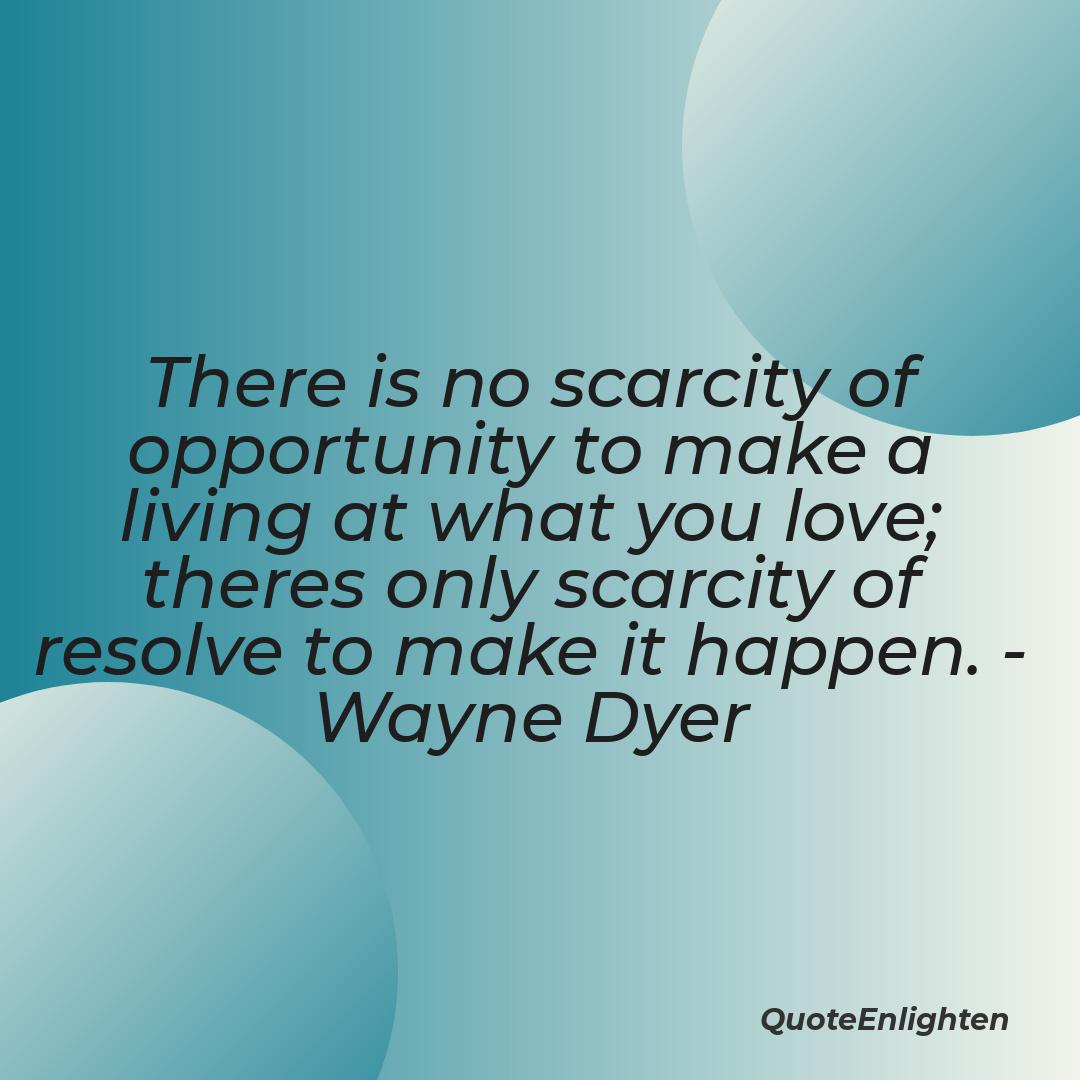 There is no scarcity of
opportunity to make a
living at what you love;
theres only scarcity of
resolve to make it happen. -
Wayne Dyer
QuoteEnlighten